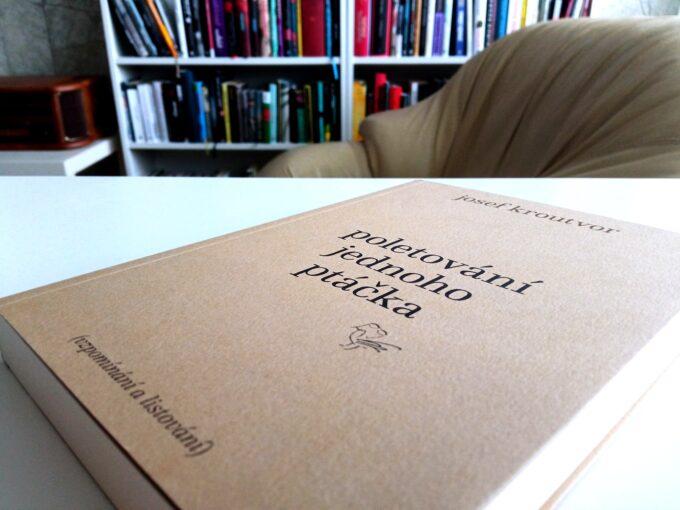 josef kroutvor
poletování
jednoho
ptáčka
(vzpomínání a listování)